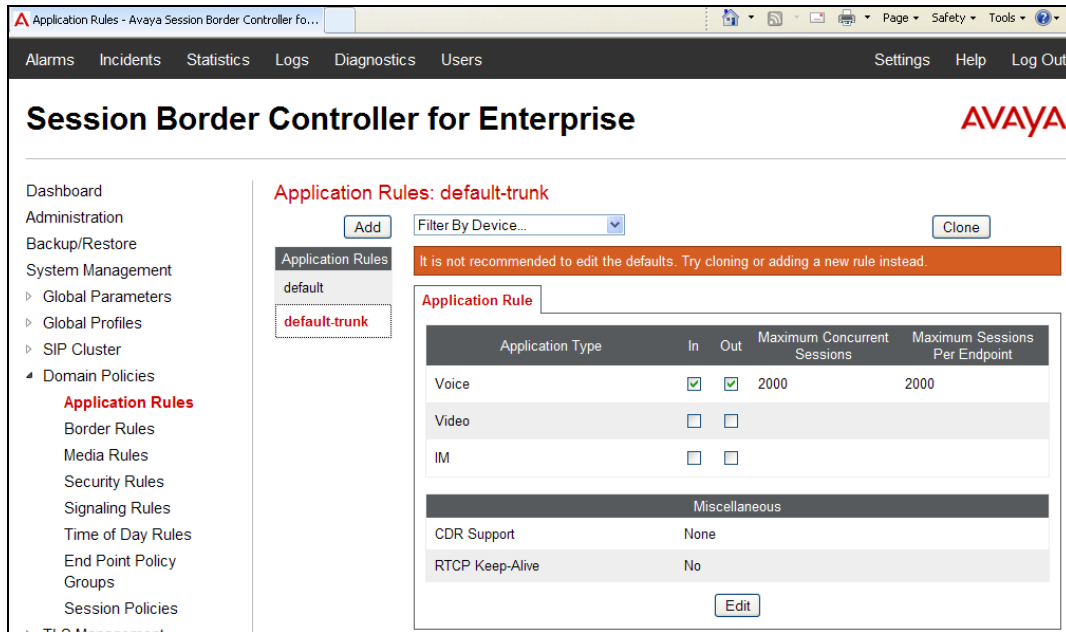 Application Rules - Avaya Session Border Controller fo...
Page Safety Tools
Alarms Incidents Statistics Logs Diagnostics Users Settings Help Log Out
Session Border Controller for Enterprise
AVAYA
Dashboard
Administration
Backup/Restore
System Management
Global Parameters
Global Profiles
SIP Cluster
Domain Policies
Application Rules
Border Rules
Media Rules
Security Rules
Signaling Rules
Time of Day Rules
End Point Policy
Groups
Session Policies
TLS Management
Application Rules: default-trunk
Add Filter By Device... Clone
Application Rules
default
default-trunk
It is not recommended to edit the defaults. Try cloning or adding a new rule instead.
Application Rule
Application Type In Out Maximum Concurrent Sessions Maximum Sessions Per Endpoint
Voice 2000 2000
Video
IM
Miscellaneous
CDR Support None
RTCP Keep-Alive No
Edit